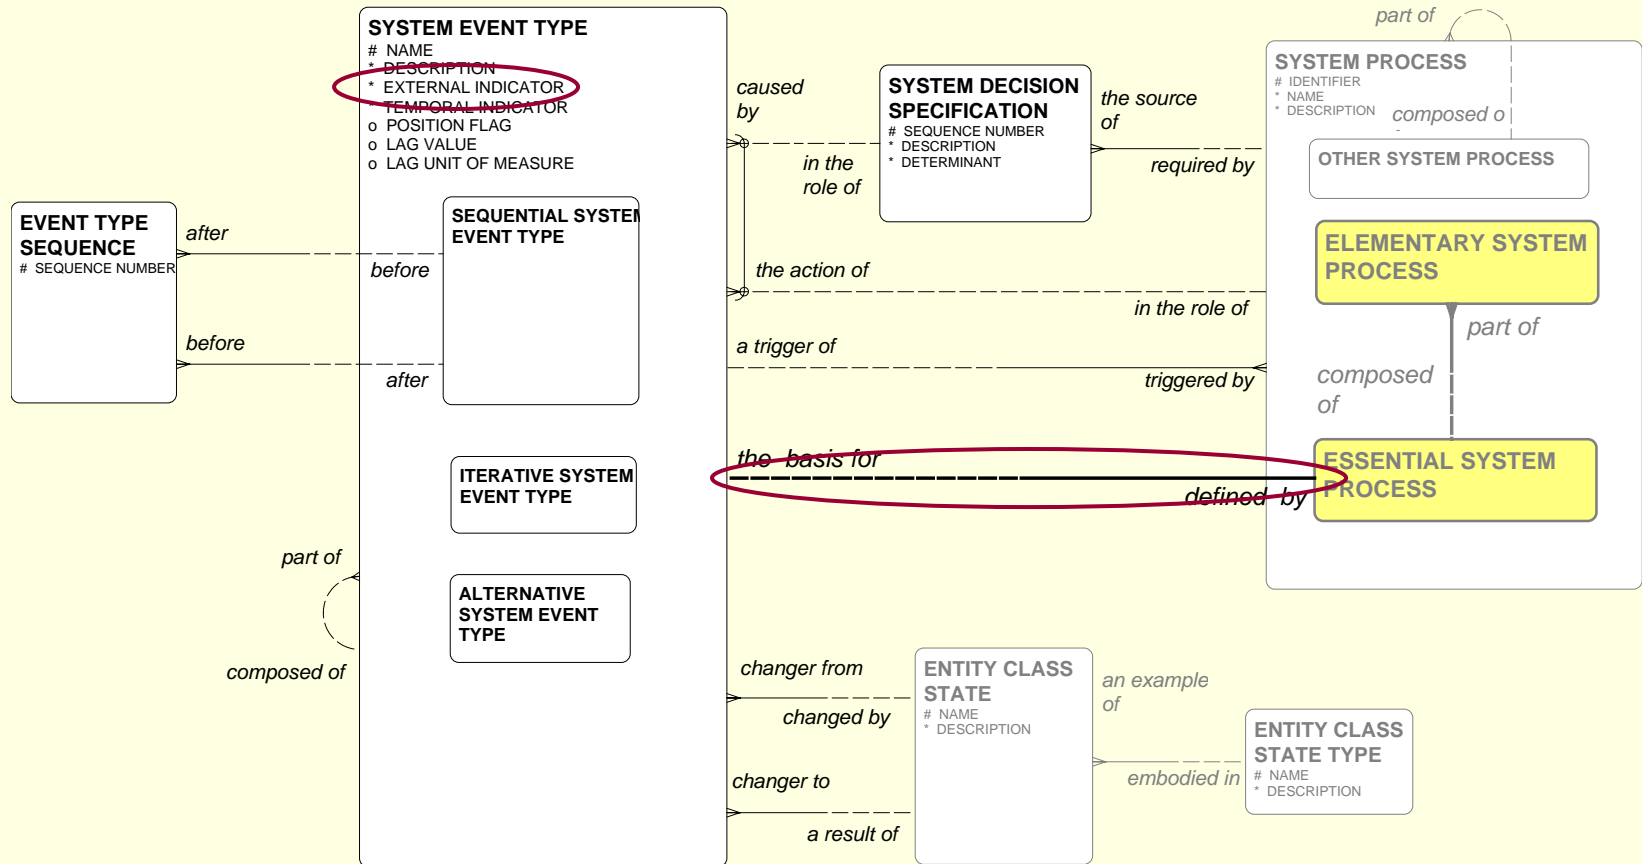 SYSTEM EVENT TYPE
# NAME
* DESCRIPTION
* EXTERNAL INDICATOR
* TEMPORAL INDICATOR
o POSITION FLAG
o LAG VALUE
o LAG UNIT OF MEASURE
EVENT TYPE
SEQUENCE
# SEQUENCE NUMBER
after
before
before
after
SEQUENTIAL SYSTEM
EVENT TYPE
ITERATIVE SYSTEM
EVENT TYPE
ALTERNATIVE
SYSTEM EVENT
TYPE
part of
composed of
caused
by
in the
role of
SYSTEM DECISION
SPECIFICATION
# SEQUENCE NUMBER
* DESCRIPTION
* DETERMINANT
the source
of
required by
the action of
in the role of
a trigger of
triggered by
the basis for
defined by
part of
SYSTEM PROCESS
# IDENTIFIER
* NAME
* DESCRIPTION
composed o
OTHER SYSTEM PROCESS
ELEMENTARY SYSTEM
PROCESS
part of
composed
of
ESSENTIAL SYSTEM
PROCESS
changer from
changed by
changer to
a result of
ENTITY CLASS
STATE
# NAME
* DESCRIPTION
an example
of
embodied in
ENTITY CLASS
STATE TYPE
# NAME
* DESCRIPTION